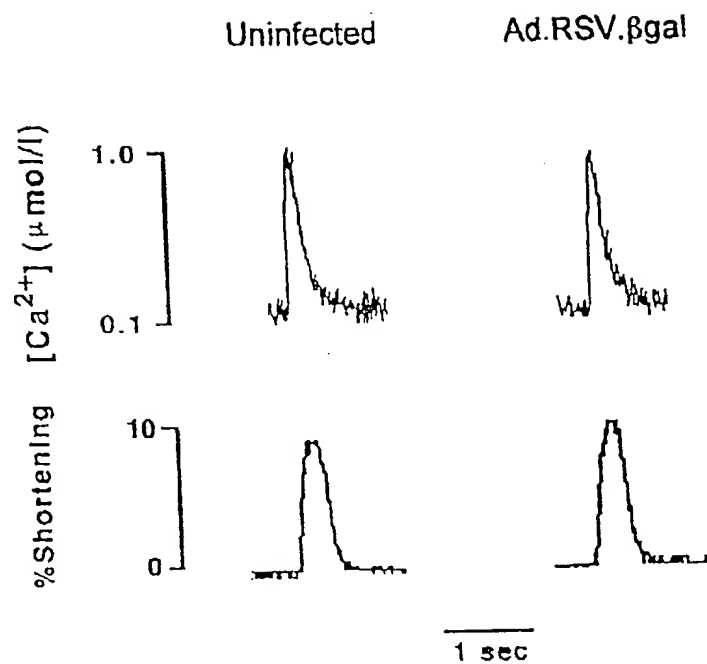 Uninfected
Ad.RSV.βgal
[Ca²⁺] (μmol/l)
1.0
0.1
%Shortening
10
0
1 sec